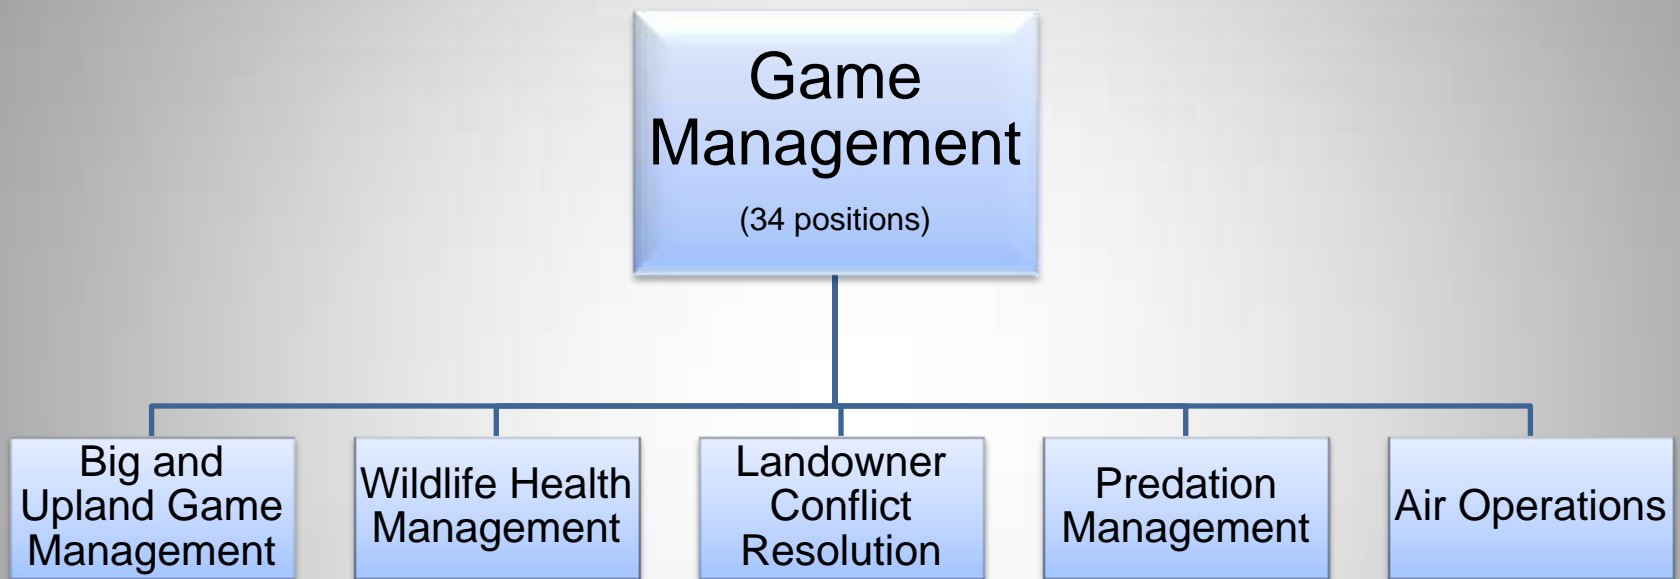 Game
Management
(34 positions)
Big and
Upland Game
Management
Wildlife Health
Management
Landowner
Conflict
Resolution
Predation
Management
Air Operations